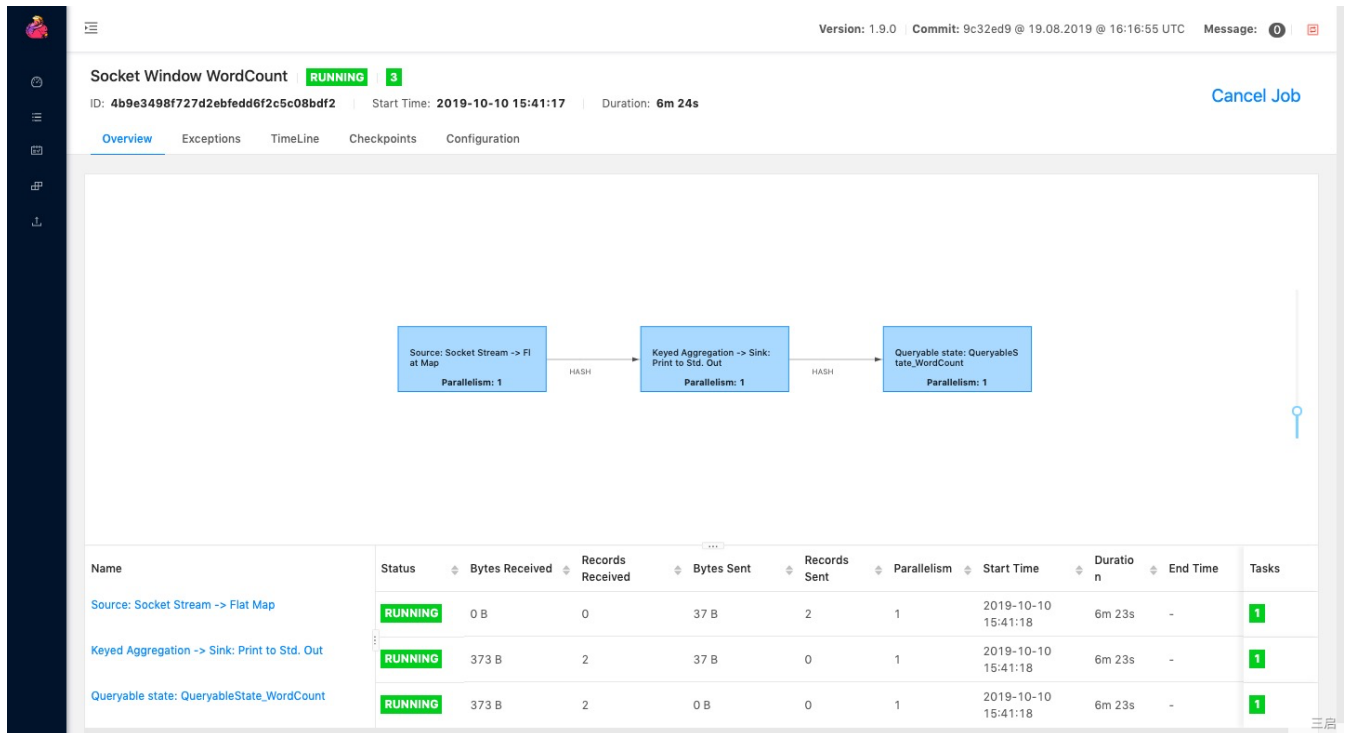 Version: 1.9.0 Commit: 9c32ed9 @ 19.08.2019 @ 16:16:55 UTC Message: 0
Socket Window WordCount RUNNING 3
ID: 4b9e3498f727d2ebfedd6f2c5c08bdf2 Start Time: 2019-10-10 15:41:17 Duration: 6m 24s
Cancel Job
Overview Exceptions TimeLine Checkpoints Configuration
Source: Socket Stream -> Fl
at Map
Parallelism: 1
HASH
Keyed Aggregation -> Sink:
Print to Std. Out
Parallelism: 1
HASH
Queryable state: QueryableS
tate_WordCount
Parallelism: 1
Name Status Bytes Received Records Received Bytes Sent Records Sent Parallelism Start Time Duration End Time Tasks
Source: Socket Stream -> Flat Map RUNNING 0 B 0 37 B 2 1 2019-10-10 15:41:18 6m 23s - 1
Keyed Aggregation -> Sink: Print to Std. Out RUNNING 373 B 2 37 B 0 1 2019-10-10 15:41:18 6m 23s - 1
Queryable state: QueryableState_WordCount RUNNING 373 B 2 0 B 0 1 2019-10-10 15:41:18 6m 23s - 1
三启